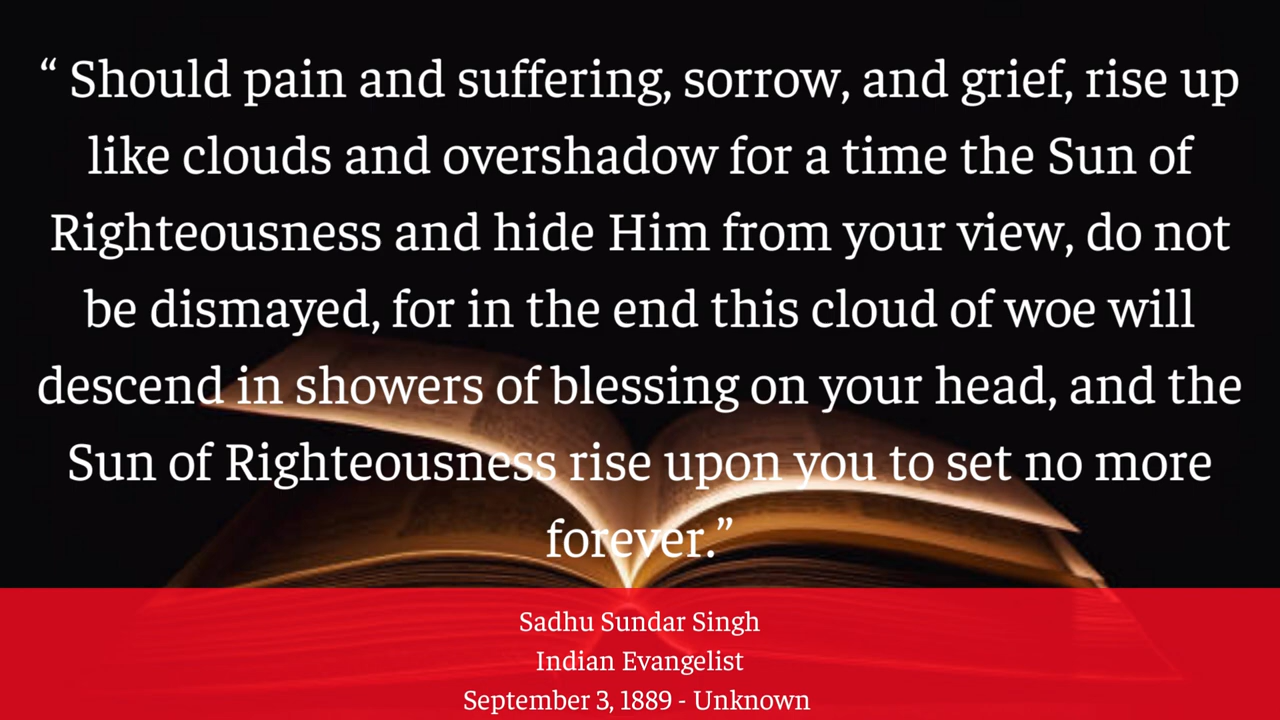 “ Should pain and suffering, sorrow, and grief, rise up
like clouds and overshadow for a time the Sun of
Righteousness and hide Him from your view, do not
be dismayed, for in the end this cloud of woe will
descend in showers of blessing on your head, and the
Sun of Righteousness rise upon you to set no more
forever.”
Sadhu Sundar Singh
Indian Evangelist
September 3, 1889 - Unknown